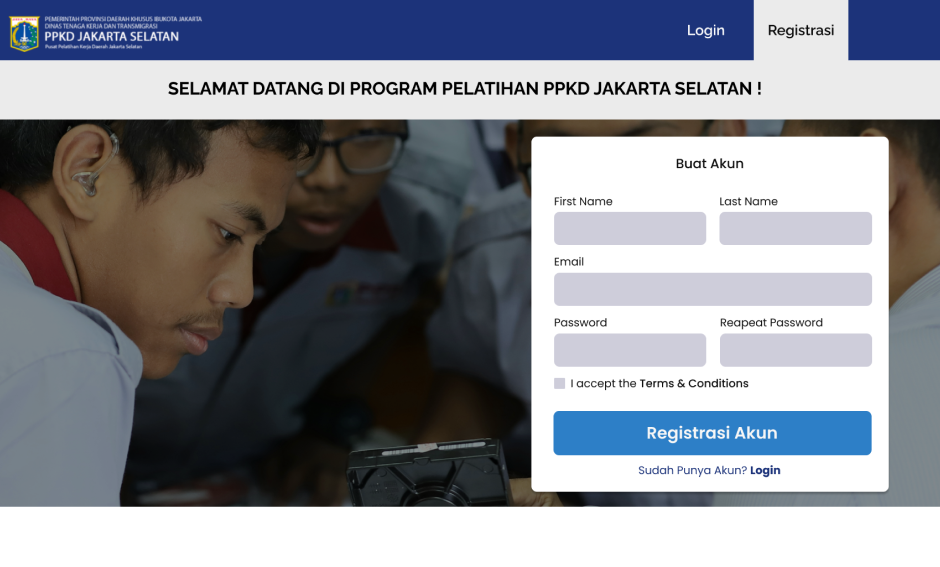 PEMERINTAH PROVINSI DAERAH KHUSUS IBUKOTA JAKARTA
DINAS TENAGA KERJA DAN TRANSMIGRASI
PPKD JAKARTA SELATAN
Pusat Pelatihan Kerja Daerah Jakarta Selatan
Login
Registrasi
SELAMAT DATANG DI PROGRAM PELATIHAN PPKD JAKARTA SELATAN !
Buat Akun
First Name
Last Name
Email
Password
Reapeat Password
I accept the Terms & Conditions
Registrasi Akun
Sudah Punya Akun? Login